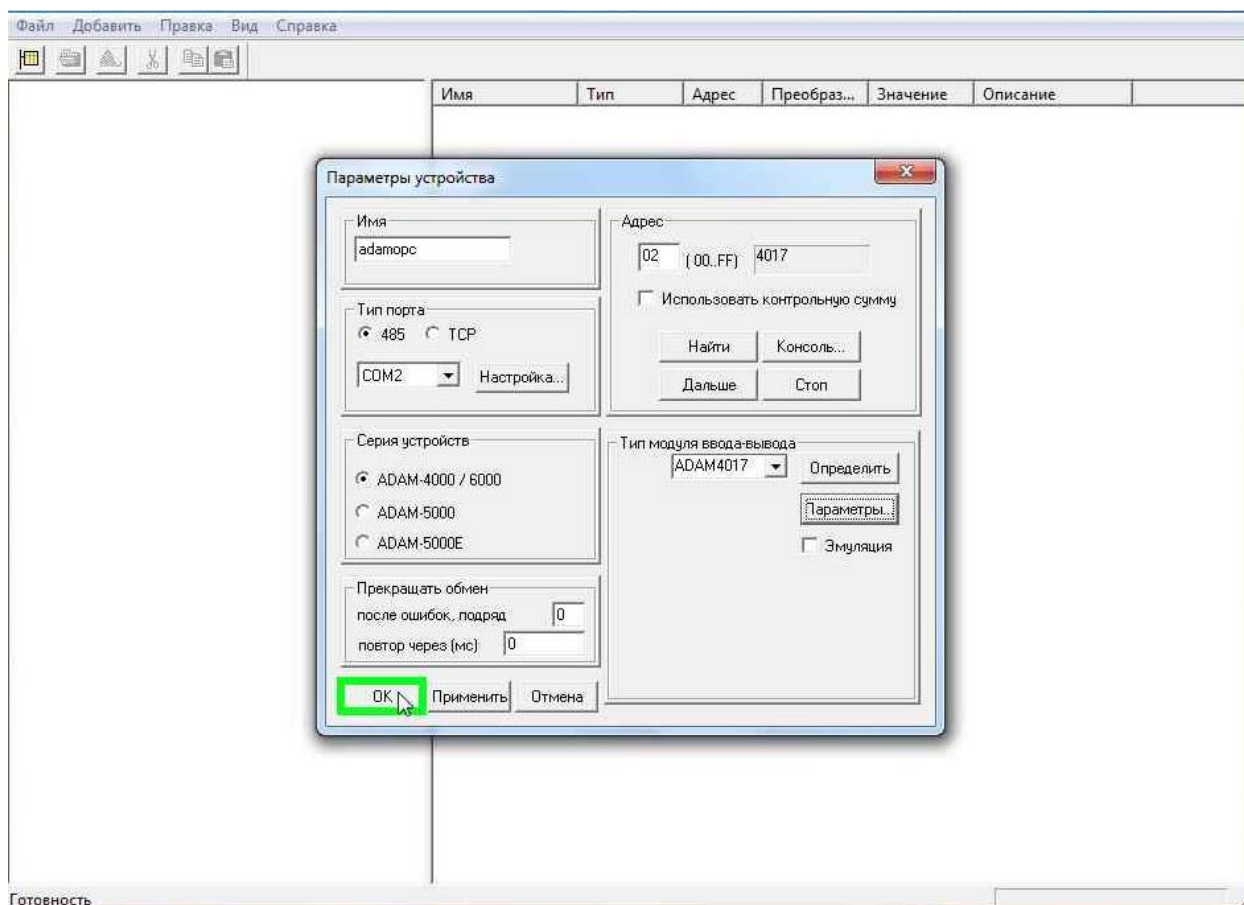 Файл Добавить Правка Вид Справка
Имя Тип Адрес Преобраз... Значение Описание
Параметры устройства
Имя
adamopc
Тип порта
485 TCP
COM2 Настройка...
Серия устройств
ADAM-4000 / 6000
ADAM-5000
ADAM-5000E
Прекращать обмен
после ошибок, подряд 0
повтор через (мс) 0
OK Применить Отмена
Адрес
02 ( 00..FF) 4017
Использовать контрольную сумму
Найти Консоль...
Дальше Стоп
Тип модуля ввода-вывода
ADAM4017 Определить
Параметры...
Эмуляция
Готовность